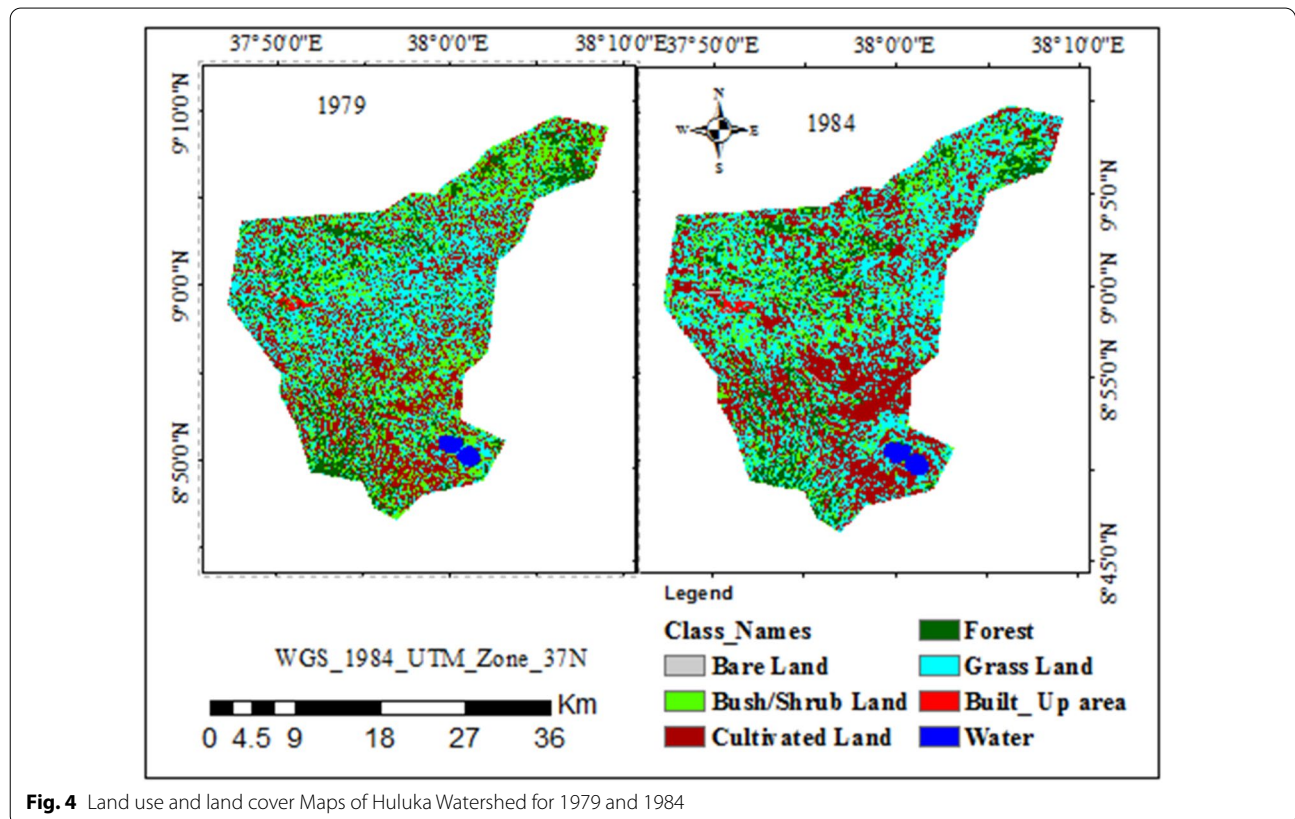 37°50'0"E 38°0'0"E 38°10'0"E 37°50'0"E 38°0'0"E 38°10'0"E
1979
1984
N
W E
S
9°10'0"N
9°0'0"N
8°50'0"N
9°5'0"N
9°0'0"N
8°55'0"N
8°45'0"N
Legend
Class_Names
Bare Land
Bush/Shrub Land
Cultivated Land
Forest
Grass Land
Built_ Up area
Water
WGS_1984_UTM_Zone_37N
Km
0 4.5 9 18 27 36
Fig. 4 Land use and land cover Maps of Huluka Watershed for 1979 and 1984